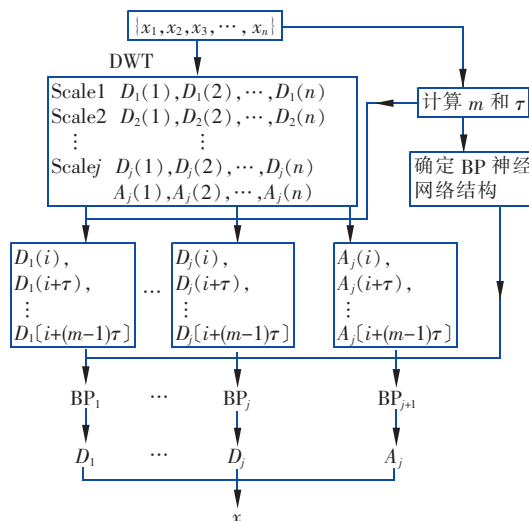 {x₁,x₂,x₃,⋯, xₙ}
DWT
Scale1 D₁(1),D₁(2),⋯,D₁(n)
Scale2 D₂(1),D₂(2),⋯,D₂(n)
⋮ ⋮
Scalej Dⱼ(1),Dⱼ(2),⋯,Dⱼ(n)
Aⱼ(1),Aⱼ(2),⋯,Aⱼ(n)
计算 m 和 τ
确定 BP 神经
网络结构
D₁(i),
D₁(i+τ),
⋮
D₁[i+(m−1)τ]
⋯
Dⱼ(i),
Dⱼ(i+τ),
⋮
Dⱼ[i+(m−1)τ]
Aⱼ(i),
Aⱼ(i+τ),
⋮
Aⱼ[i+(m−1)τ]
BP₁ ⋯ BPⱼ BPⱼ₊₁
D₁ ⋯ Dⱼ Aⱼ
x